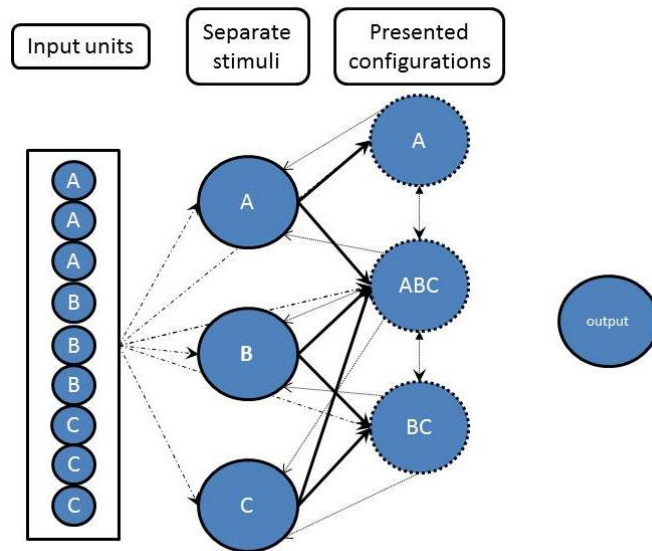 Input units
Separate
stimuli
Presented
configurations
A
A
A
B
B
B
C
C
C
A
B
C
A
ABC
BC
output